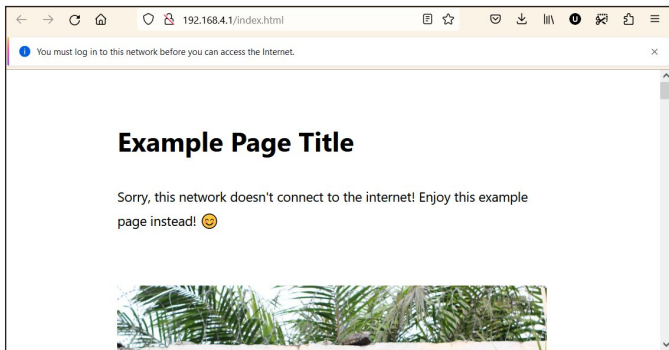 192.168.4.1/index.html
You must log in to this network before you can access the Internet.
Example Page Title
Sorry, this network doesn't connect to the internet! Enjoy this example
page instead! 😊